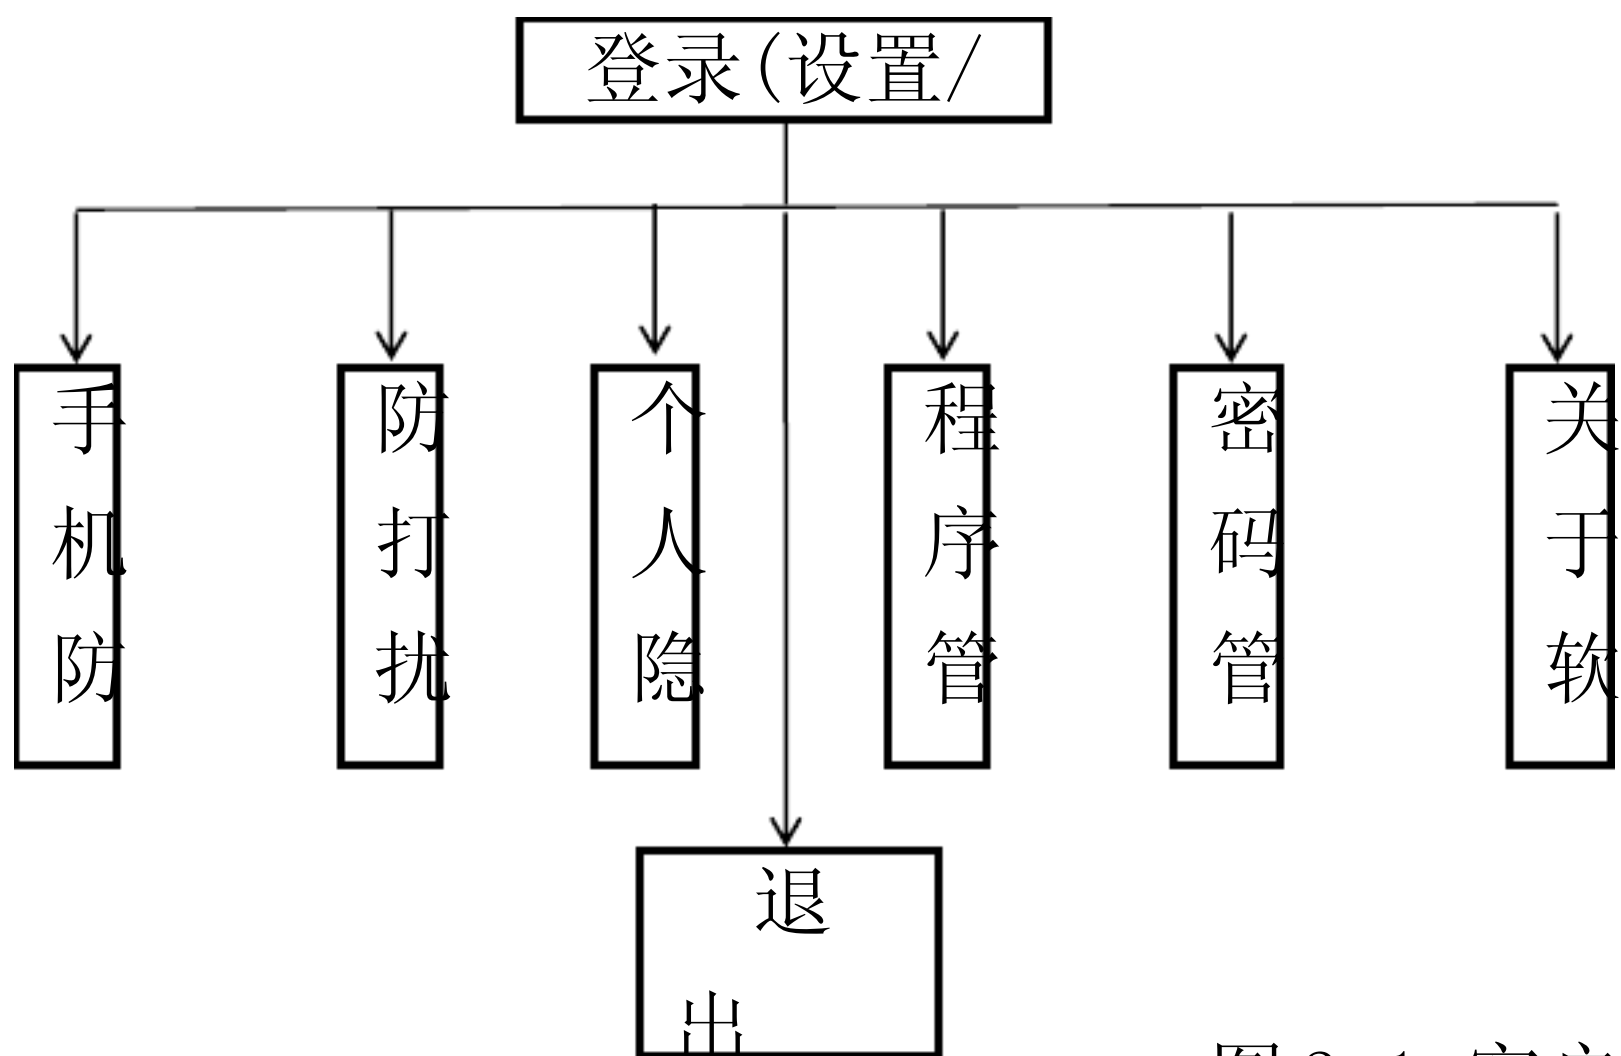 登录(设置/
手
机
防
防
打
扰
个
人
隐
程
序
管
密
码
管
关
于
软
退
出